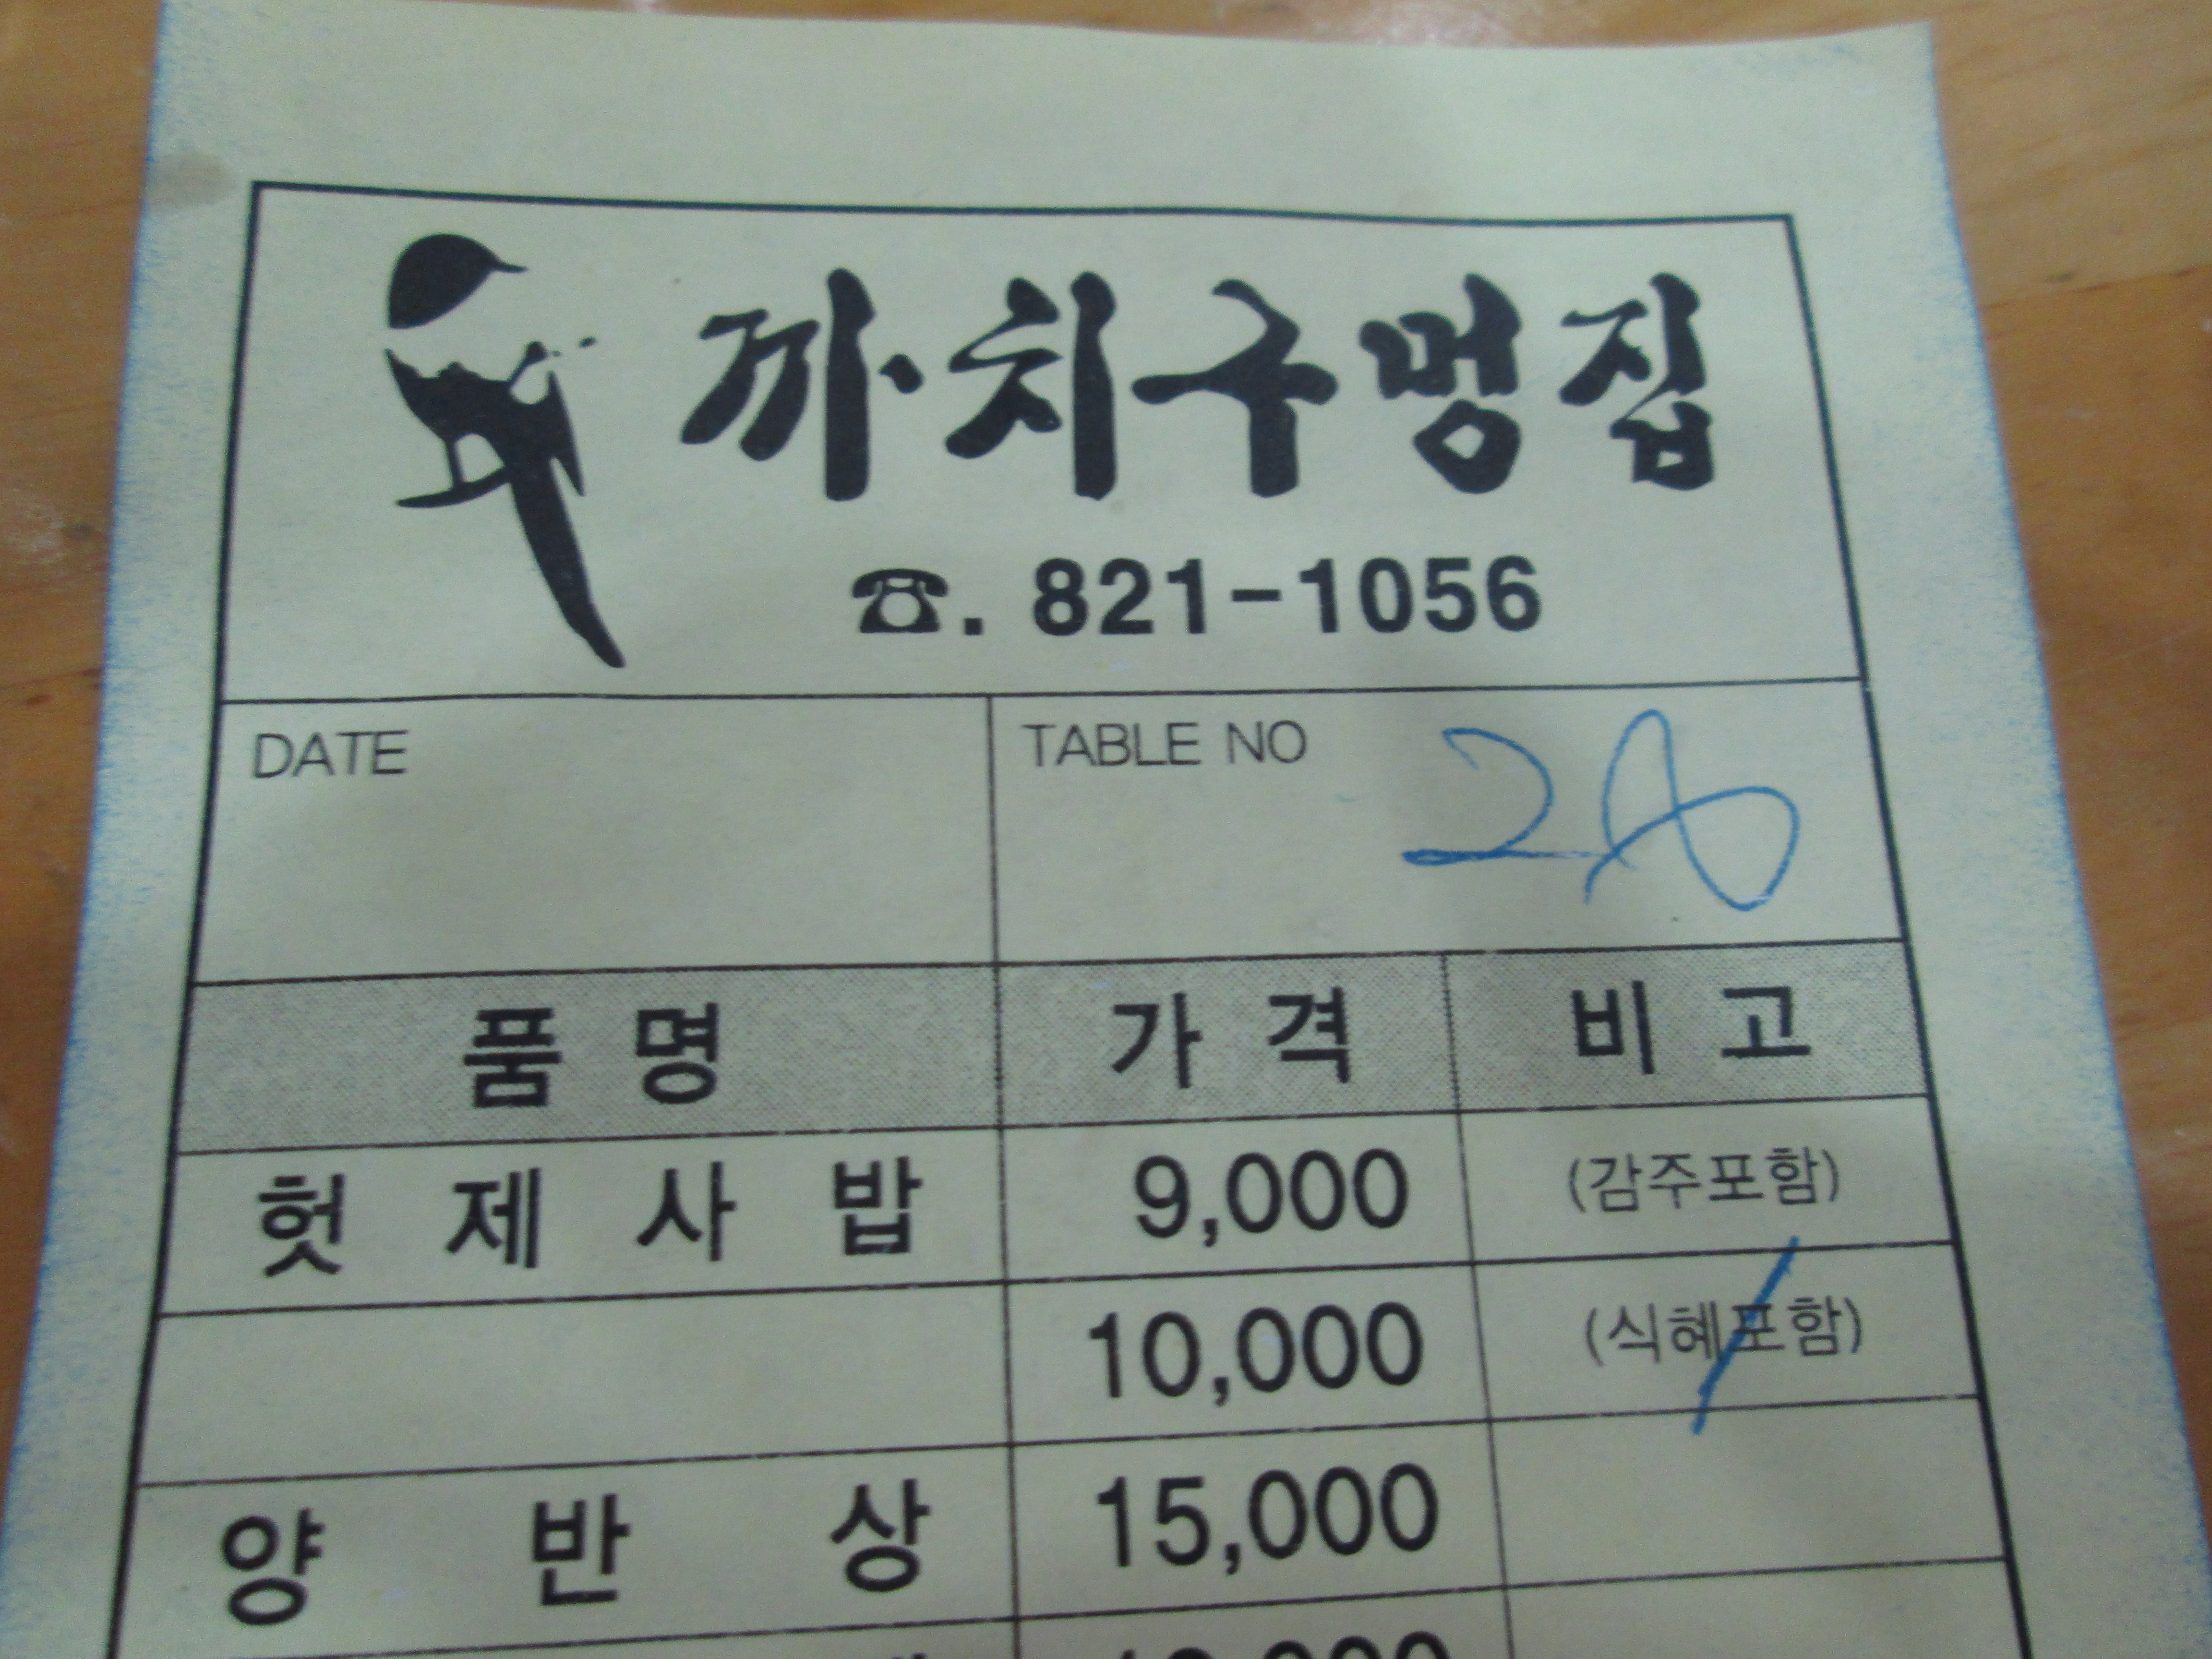 까치구멍집
☎. 821-1056
DATE
TABLE NO
품명 가격 비고
헛제사밥 9,000 (감주포함)
10,000 (식혜포함)
양반상 15,000